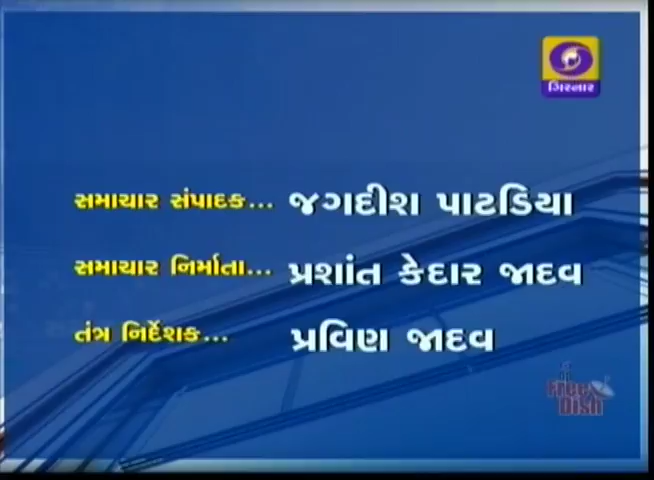 ગિરનાર
સમાચાર સંપાદક... જગદીશ પાટડિયા
સમાચાર નિર્માતા... પ્રશાંત કેદાર જાદવ
તંત્ર નિર્દેશક... પ્રવિણ જાદવ
Free
Dish